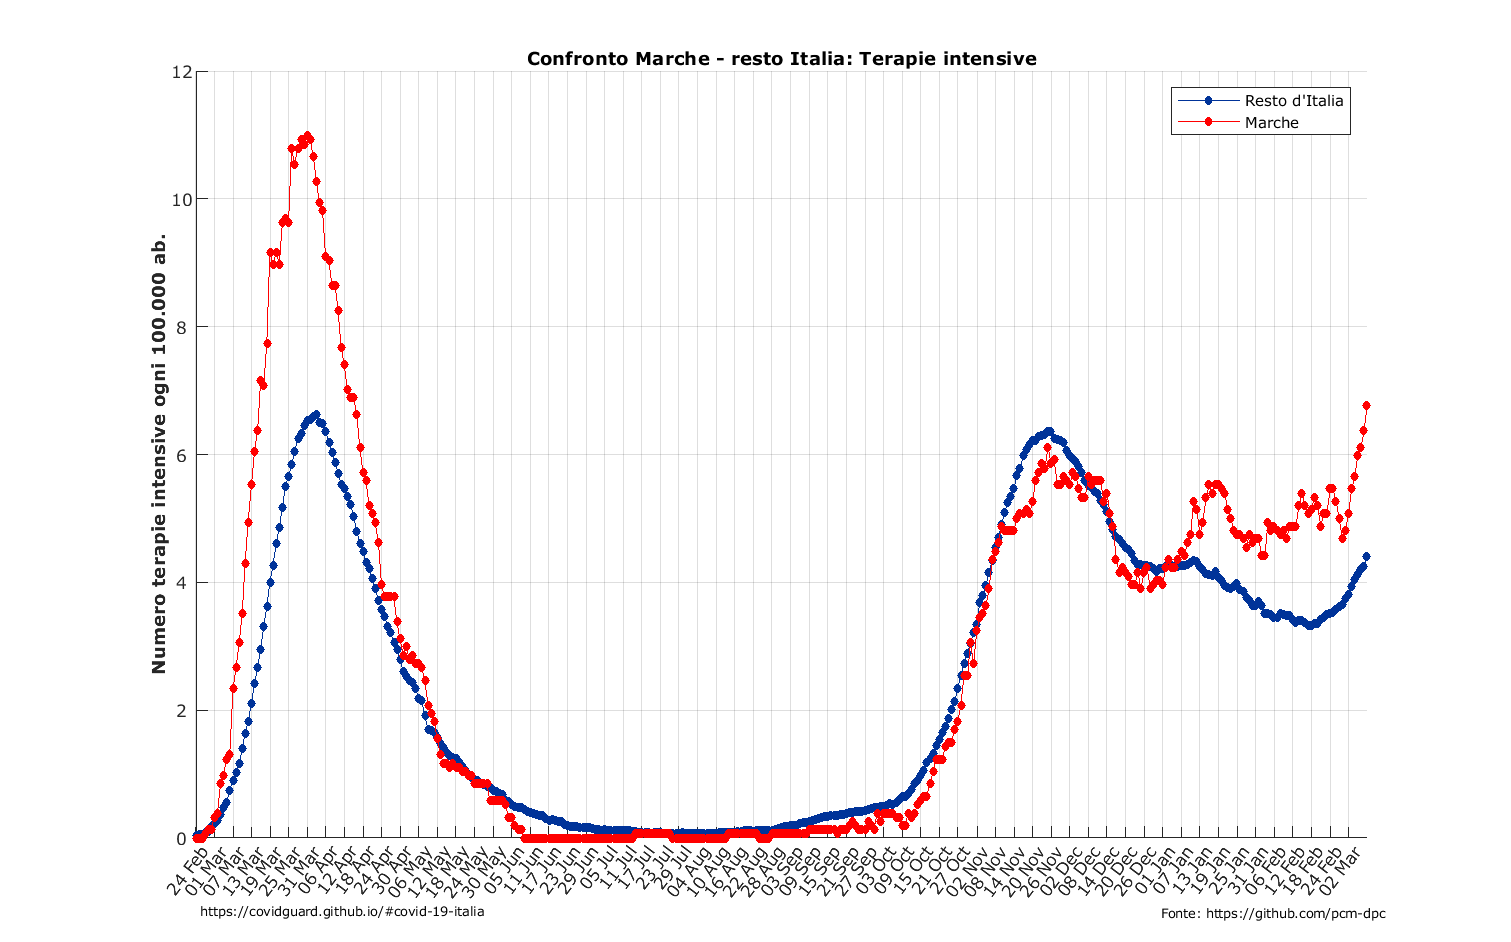 Confronto Marche - resto Italia: Terapie intensive
Resto d'Italia
Marche
Numero terapie intensive ogni 100.000 ab.
12
10
8
6
4
2
0
24 Feb
01 Mar
07 Mar
13 Mar
19 Mar
25 Mar
31 Mar
06 Apr
12 Apr
18 Apr
24 Apr
30 Apr
06 May
12 May
18 May
24 May
30 May
05 Jun
11 Jun
17 Jun
23 Jun
29 Jun
05 Jul
11 Jul
17 Jul
23 Jul
29 Jul
04 Aug
10 Aug
16 Aug
22 Aug
28 Aug
03 Sep
09 Sep
15 Sep
21 Sep
27 Sep
03 Oct
09 Oct
15 Oct
21 Oct
27 Oct
02 Nov
08 Nov
14 Nov
20 Nov
26 Nov
02 Dec
08 Dec
14 Dec
20 Dec
26 Dec
01 Jan
07 Jan
13 Jan
19 Jan
25 Jan
31 Jan
06 Feb
12 Feb
18 Feb
24 Feb
02 Mar
https://covidguard.github.io/#covid-19-italia
Fonte: https://github.com/pcm-dpc